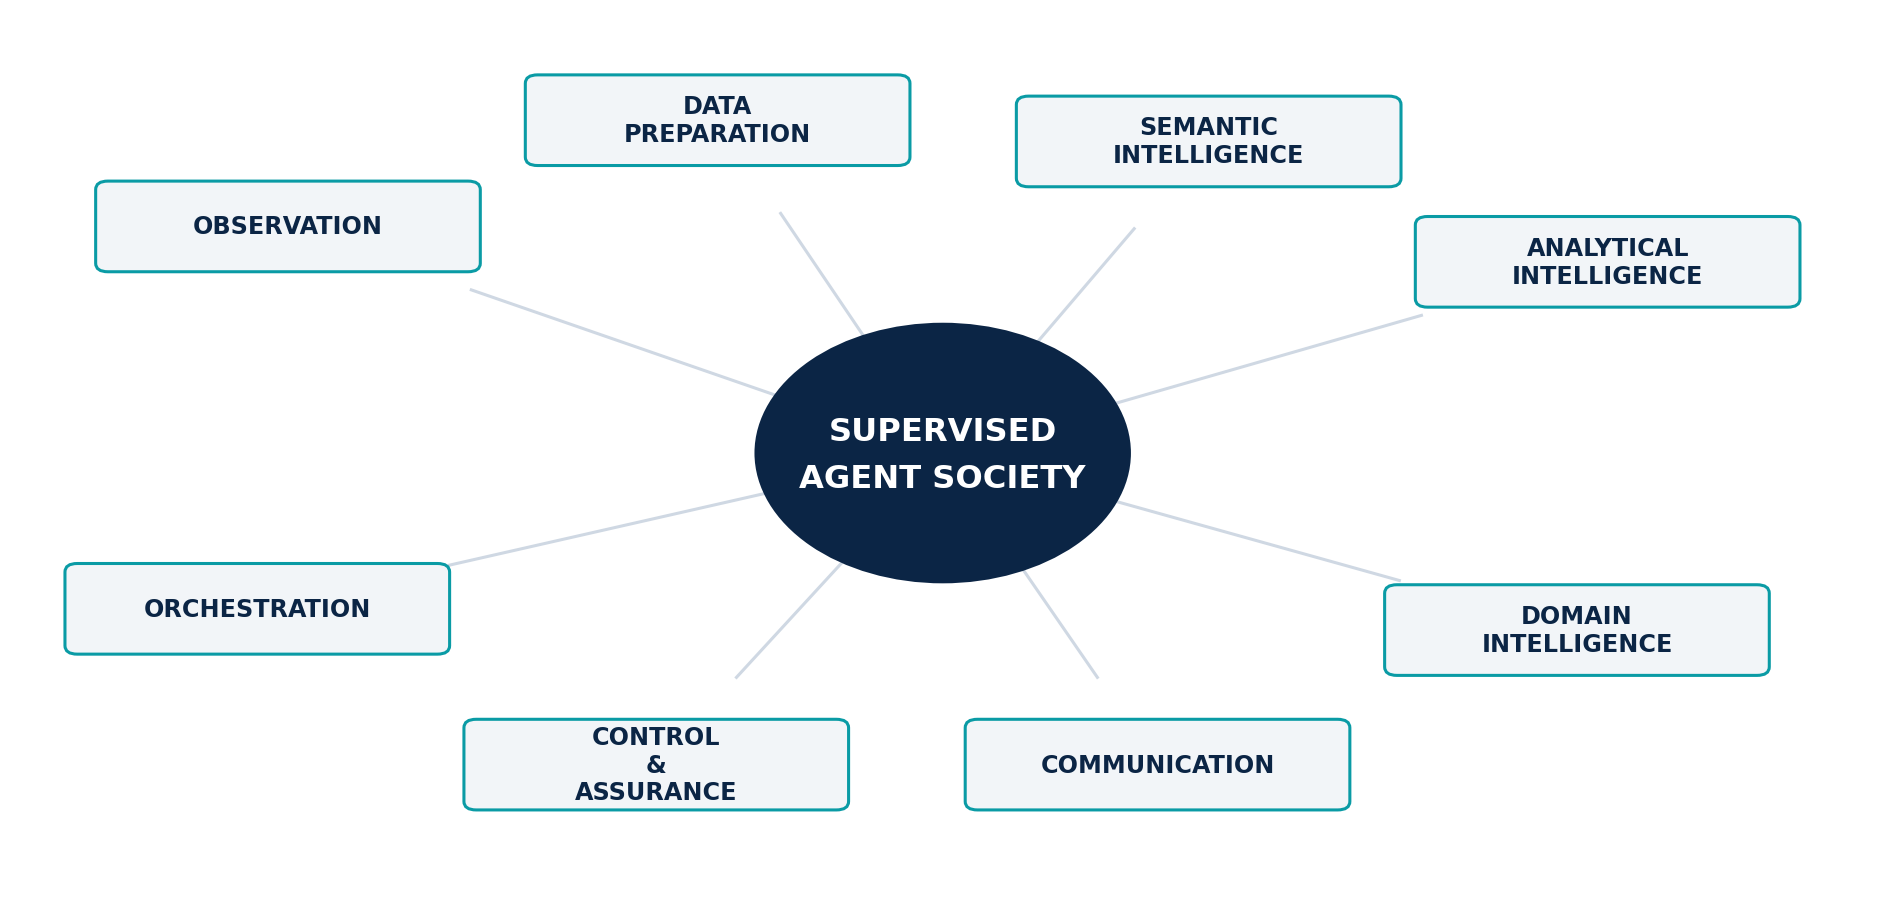 DATA
PREPARATION
SEMANTIC
INTELLIGENCE
OBSERVATION
ANALYTICAL
INTELLIGENCE
SUPERVISED
AGENT SOCIETY
ORCHESTRATION
DOMAIN
INTELLIGENCE
CONTROL
&
ASSURANCE
COMMUNICATION